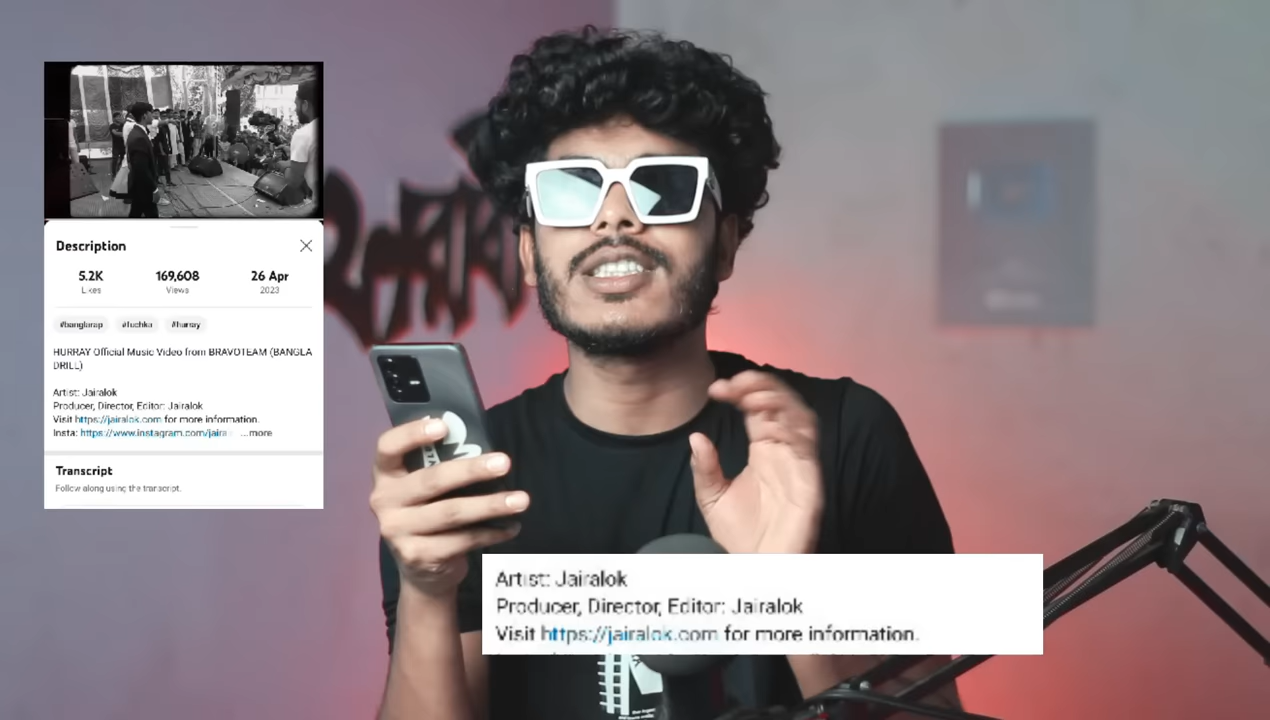 Description
5.2K
169,608
26 Apr
Likes
Views
2023
#banglarap
#fuchka
#hurray
HURRAY Official Music Video from BRAVOTEAM (BANGLA
DRILL)
Artist: Jairalok
Producer, Director, Editor: Jairalok
Visit https://jairalok.com for more information.
Insta: https://www.instagram.com/jaira ...more
Transcript
Follow along using the transcript.
Artist: Jairalok
Producer, Director, Editor: Jairalok
Visit https://jairalok.com for more information.